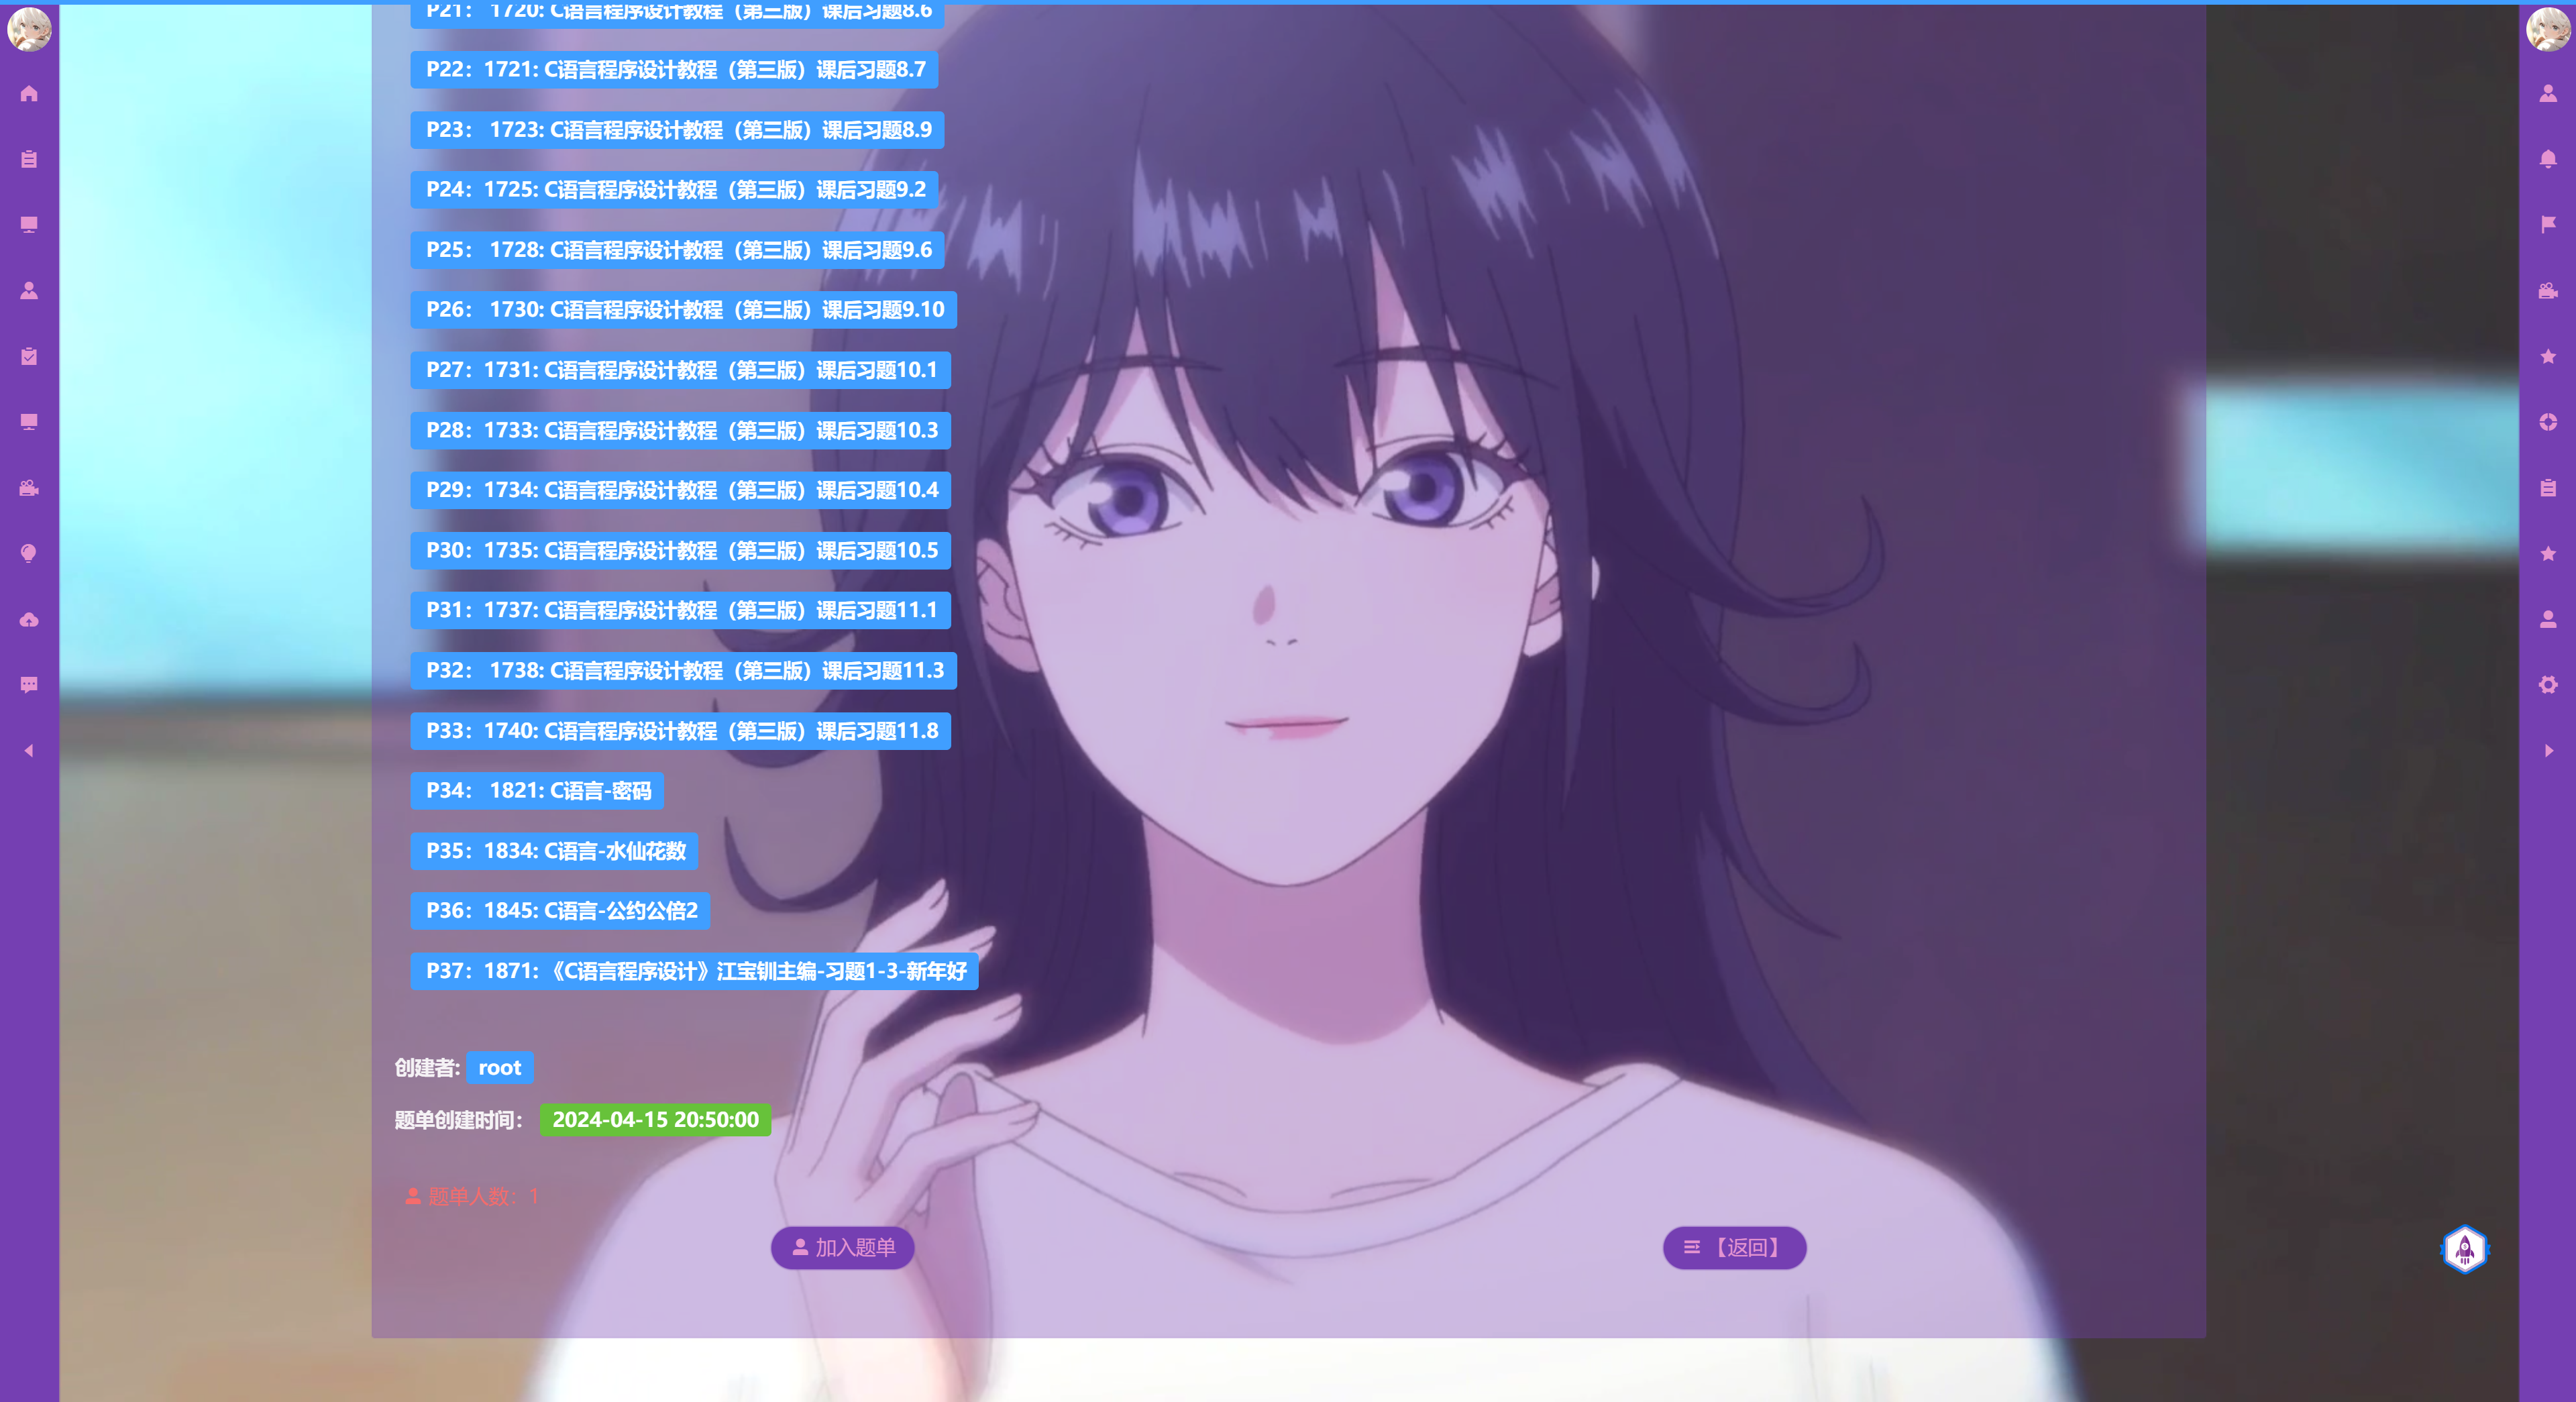 P21： 1720: C语言程序设计教程（第三版）课后习题8.6
P22：1721: C语言程序设计教程（第三版）课后习题8.7
P23： 1723: C语言程序设计教程（第三版）课后习题8.9
P24：1725: C语言程序设计教程（第三版）课后习题9.2
P25： 1728: C语言程序设计教程（第三版）课后习题9.6
P26： 1730: C语言程序设计教程（第三版）课后习题9.10
P27：1731: C语言程序设计教程（第三版）课后习题10.1
P28：1733: C语言程序设计教程（第三版）课后习题10.3
P29：1734: C语言程序设计教程（第三版）课后习题10.4
P30：1735: C语言程序设计教程（第三版）课后习题10.5
P31：1737: C语言程序设计教程（第三版）课后习题11.1
P32： 1738: C语言程序设计教程（第三版）课后习题11.3
P33：1740: C语言程序设计教程（第三版）课后习题11.8
P34： 1821: C语言-密码
P35：1834: C语言-水仙花数
P36：1845: C语言-公约公倍2
P37：1871: 《C语言程序设计》江宝钏主编-习题1-3-新年好
创建者: root
题单创建时间： 2024-04-15 20:50:00
题单人数：1
加入题单
【返回】